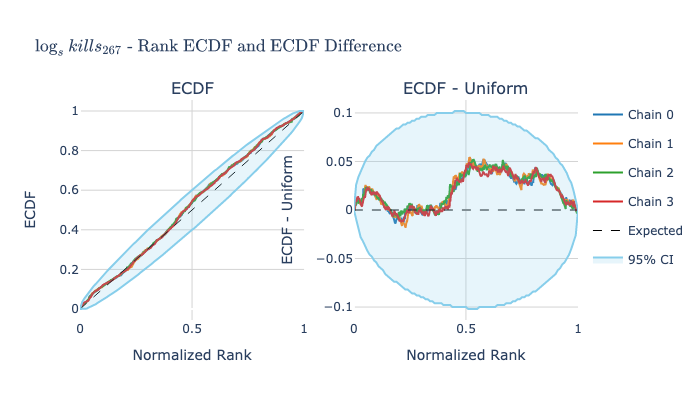 log_s kills_267 - Rank ECDF and ECDF Difference
ECDF
ECDF - Uniform
ECDF
1
0.8
0.6
0.4
0.2
0
0
0.5
1
Normalized Rank
ECDF - Uniform
0.1
0.05
0
−0.05
−0.1
0
0.5
1
Normalized Rank
Chain 0
Chain 1
Chain 2
Chain 3
Expected
95% CI